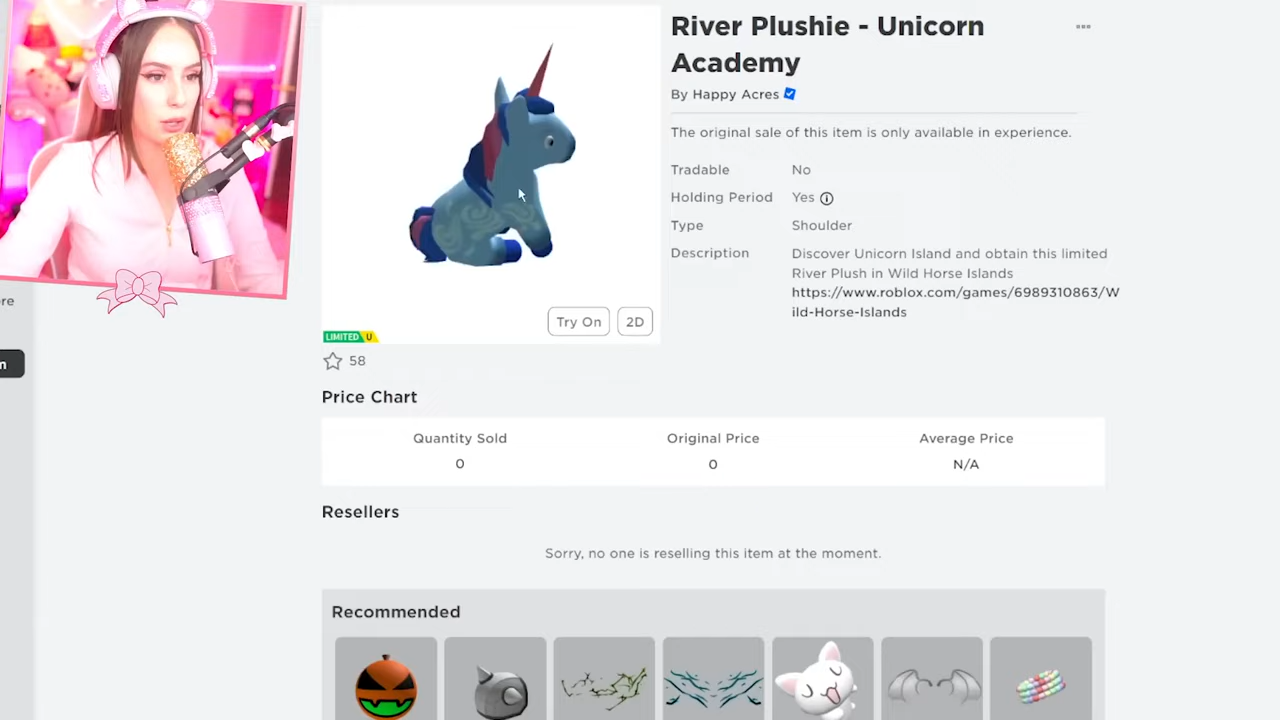 River Plushie - Unicorn
Academy
By Happy Acres
The original sale of this item is only available in experience.
Tradable No
Holding Period Yes
Type Shoulder
Description Discover Unicorn Island and obtain this limited
River Plush in Wild Horse Islands
https://www.roblox.com/games/6989310863/W
ild-Horse-Islands
Try On 2D
LIMITED U
58
Price Chart
Quantity Sold Original Price Average Price
0 0 N/A
Resellers
Sorry, no one is reselling this item at the moment.
Recommended